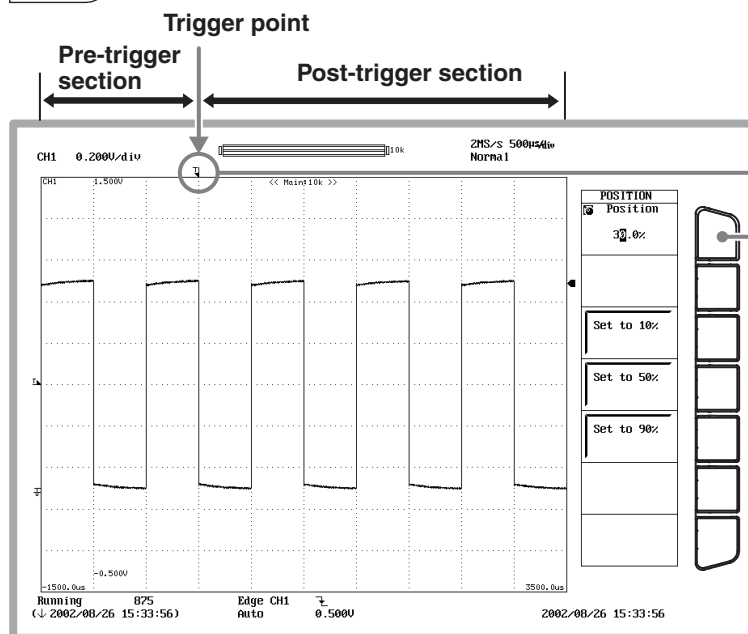 Trigger point
Pre-trigger
section
Post-trigger section
CH1 0.200V/div
10k
2MS/s 500µs/div
Normal
CH1 1.500V
<< Main:10k >>
POSITION
Position
30.0%
Set to 10%
Set to 50%
Set to 90%
-0.500V
-1500.0us
3500.0us
Running 875
Edge CH1
(↓ 2002/08/26 15:33:56)
Auto 0.500V
2002/08/26 15:33:56